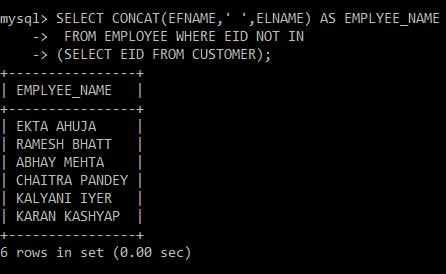 mysql> SELECT CONCAT(EFNAME,' ',ELNAME) AS EMPLYEE_NAME
    ->  FROM EMPLOYEE WHERE EID NOT IN
    -> (SELECT EID FROM CUSTOMER);
+----------------+
| EMPLYEE_NAME   |
+----------------+
| EKTA AHUJA     |
| RAMESH BHATT   |
| ABHAY MEHTA    |
| CHAITRA PANDEY |
| KALYANI IYER   |
| KARAN KASHYAP  |
+----------------+
6 rows in set (0.00 sec)